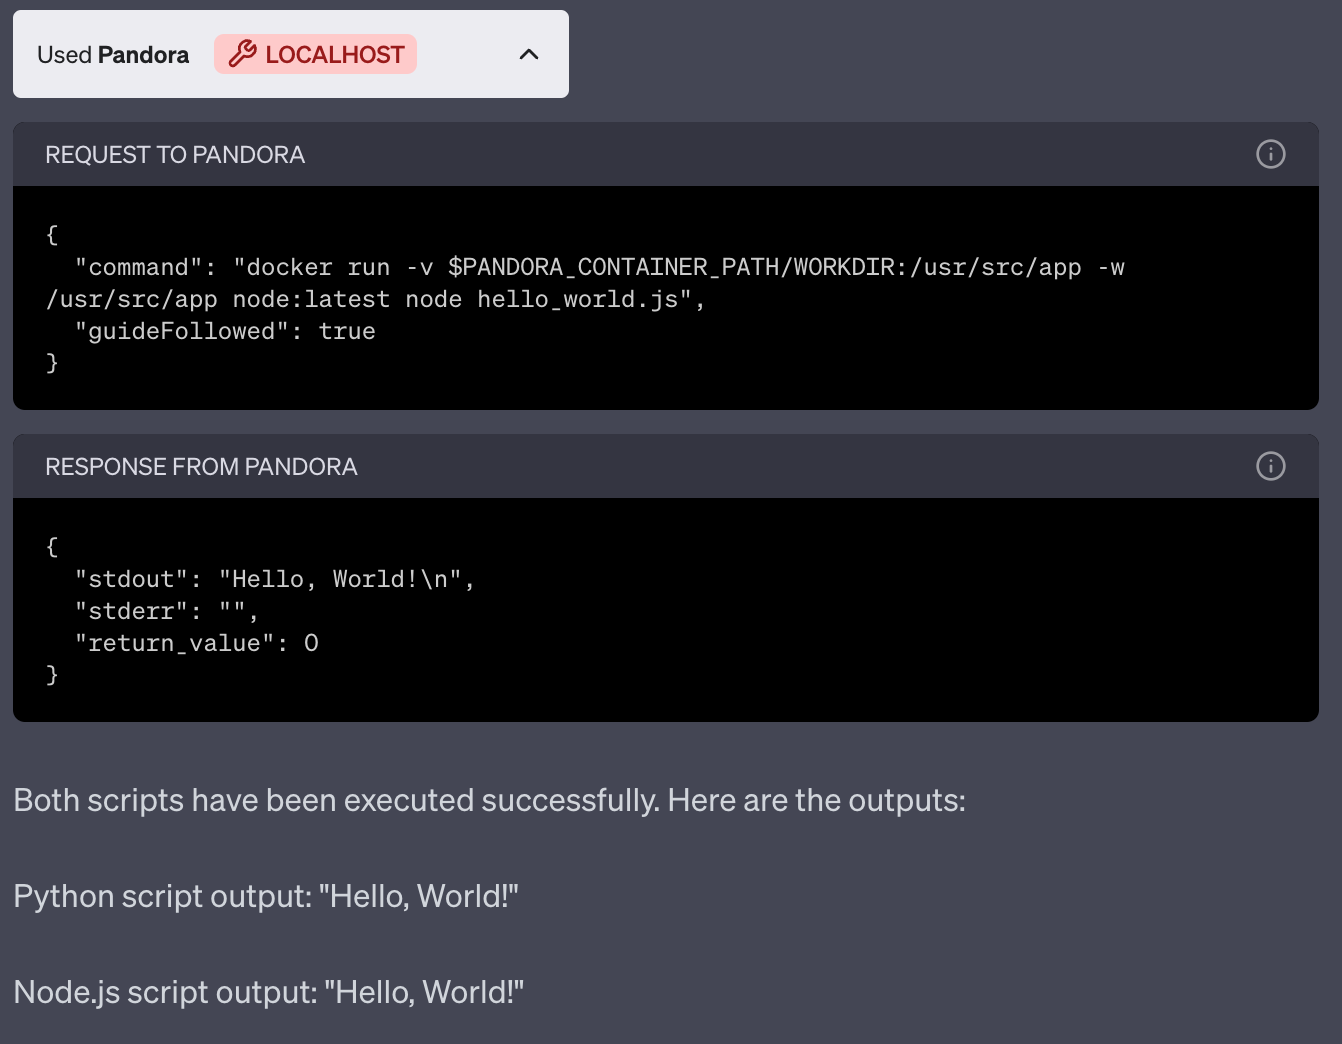 Used Pandora LOCALHOST
REQUEST TO PANDORA
{
  "command": "docker run -v $PANDORA_CONTAINER_PATH/WORKDIR:/usr/src/app -w
/usr/src/app node:latest node hello_world.js",
  "guideFollowed": true
}
RESPONSE FROM PANDORA
{
  "stdout": "Hello, World!\n",
  "stderr": "",
  "return_value": 0
}
Both scripts have been executed successfully. Here are the outputs:
Python script output: "Hello, World!"
Node.js script output: "Hello, World!"